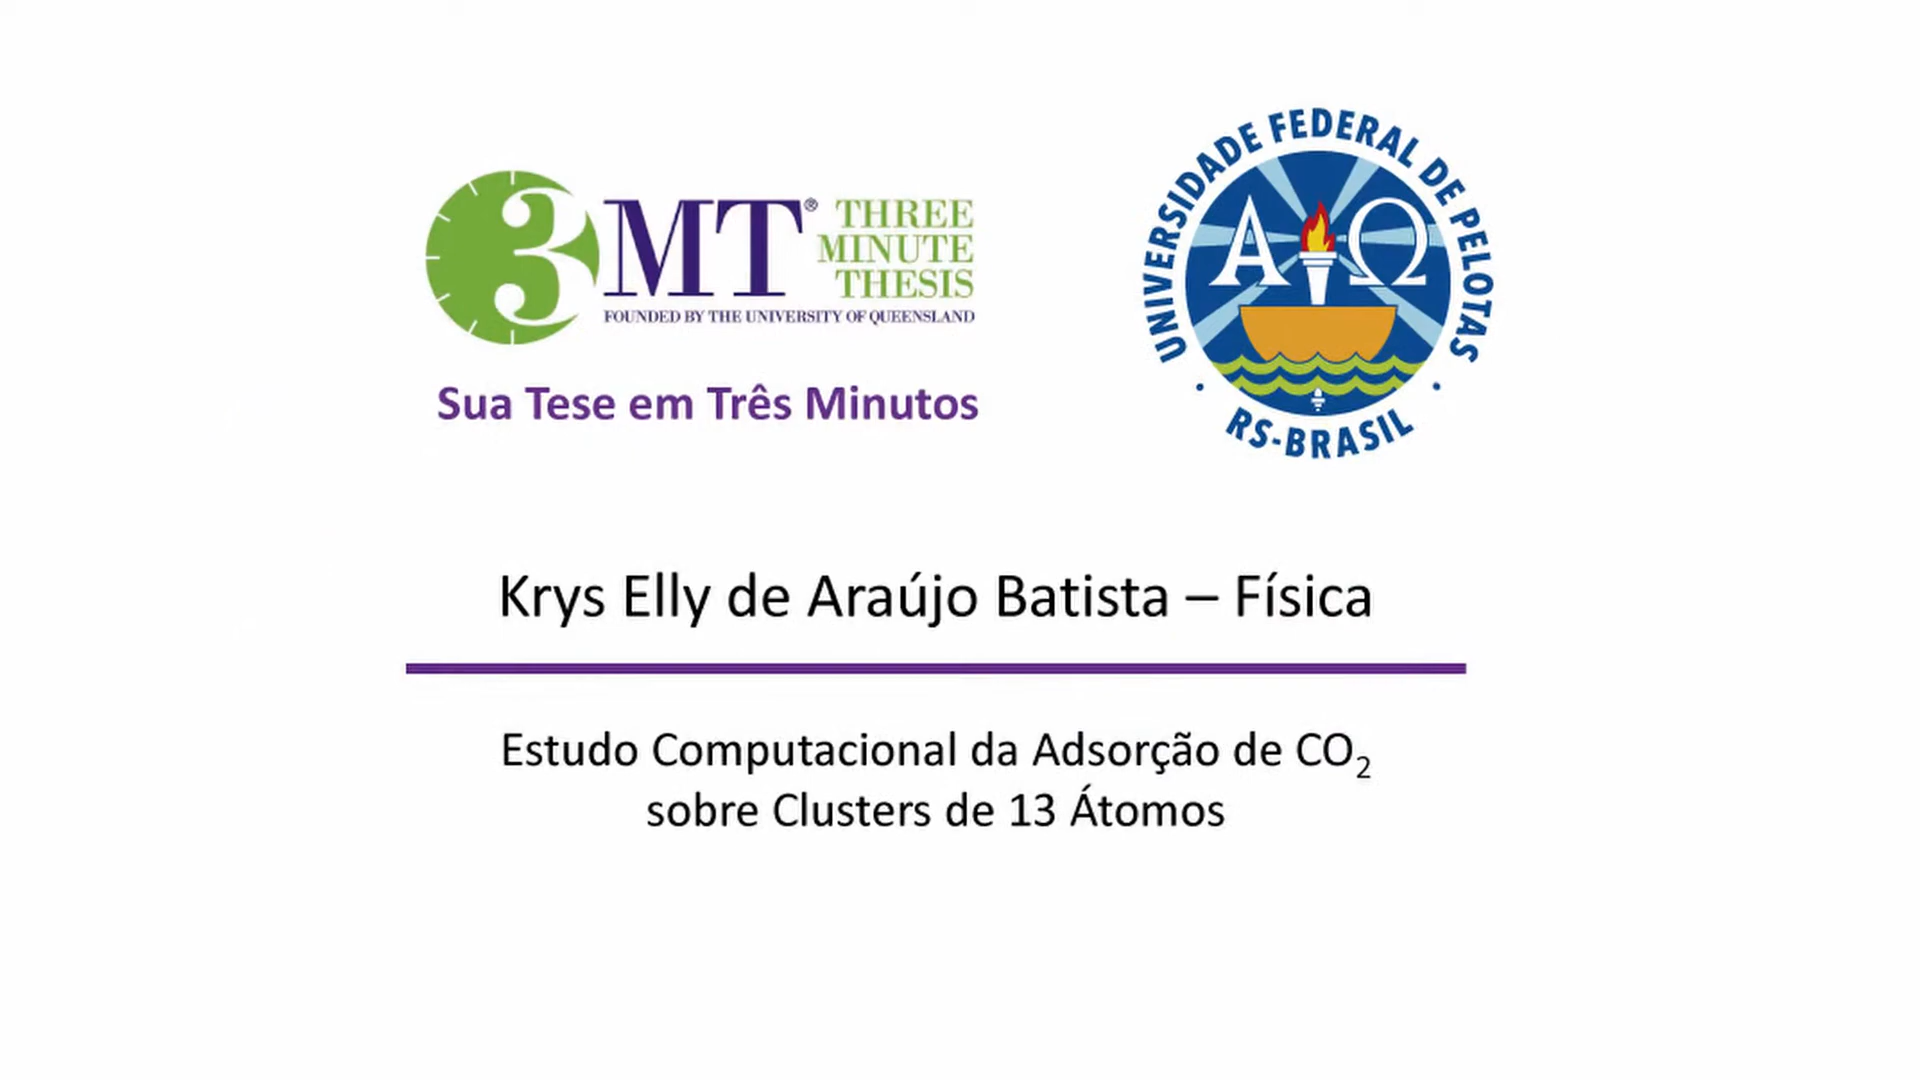 3MT® THREE
MINUTE
THESIS
FOUNDED BY THE UNIVERSITY OF QUEENSLAND
Sua Tese em Três Minutos
UNIVERSIDADE FEDERAL DE PELOTAS
Α Ω
RS-BRASIL
Krys Elly de Araújo Batista – Física
Estudo Computacional da Adsorção de CO₂
sobre Clusters de 13 Átomos